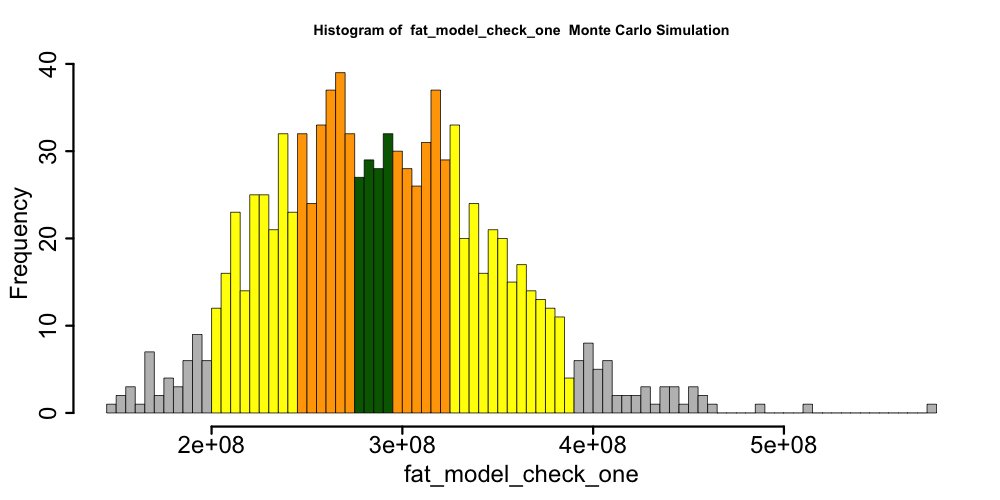 Histogram of fat_model_check_one Monte Carlo Simulation
40
30
20
10
0
Frequency
2e+08 3e+08 4e+08 5e+08
fat_model_check_one